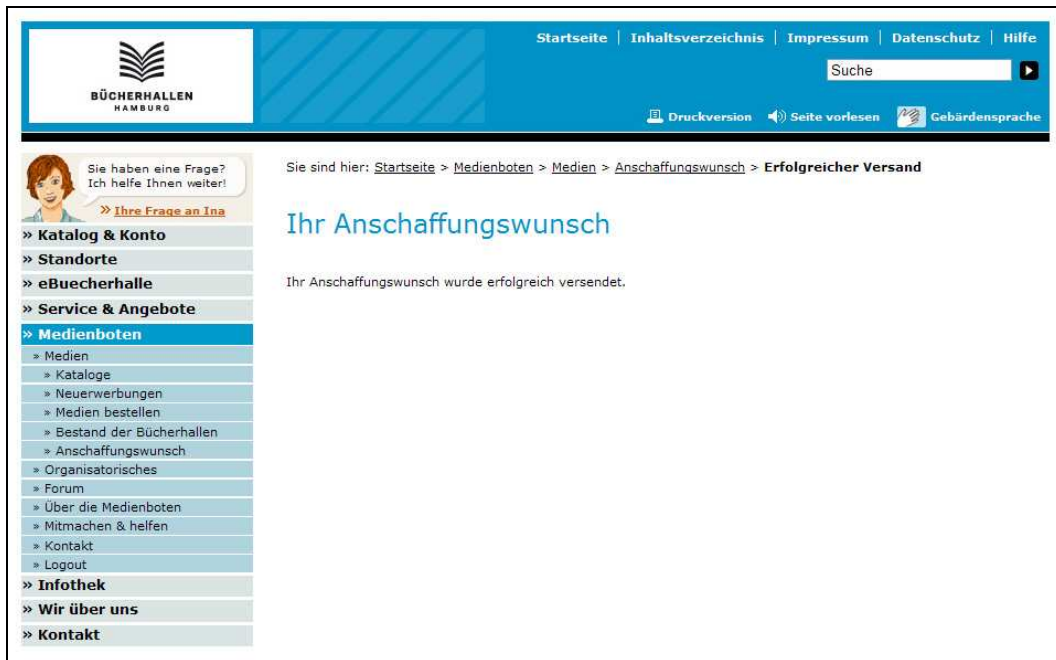 Startseite | Inhaltsverzeichnis | Impressum | Datenschutz | Hilfe
Suche
BÜCHERHALLEN
HAMBURG
Druckversion Seite vorlesen Gebärdensprache
Sie haben eine Frage?
Ich helfe Ihnen weiter!
» Ihre Frage an Ina
Sie sind hier: Startseite > Medienboten > Medien > Anschaffungswunsch > Erfolgreicher Versand
Ihr Anschaffungswunsch
Ihr Anschaffungswunsch wurde erfolgreich versendet.
» Katalog & Konto
» Standorte
» eBuecherhalle
» Service & Angebote
» Medienboten
» Medien
» Kataloge
» Neuerwerbungen
» Medien bestellen
» Bestand der Bücherhallen
» Anschaffungswunsch
» Organisatorisches
» Forum
» Über die Medienboten
» Mitmachen & helfen
» Kontakt
» Logout
» Infothek
» Wir über uns
» Kontakt